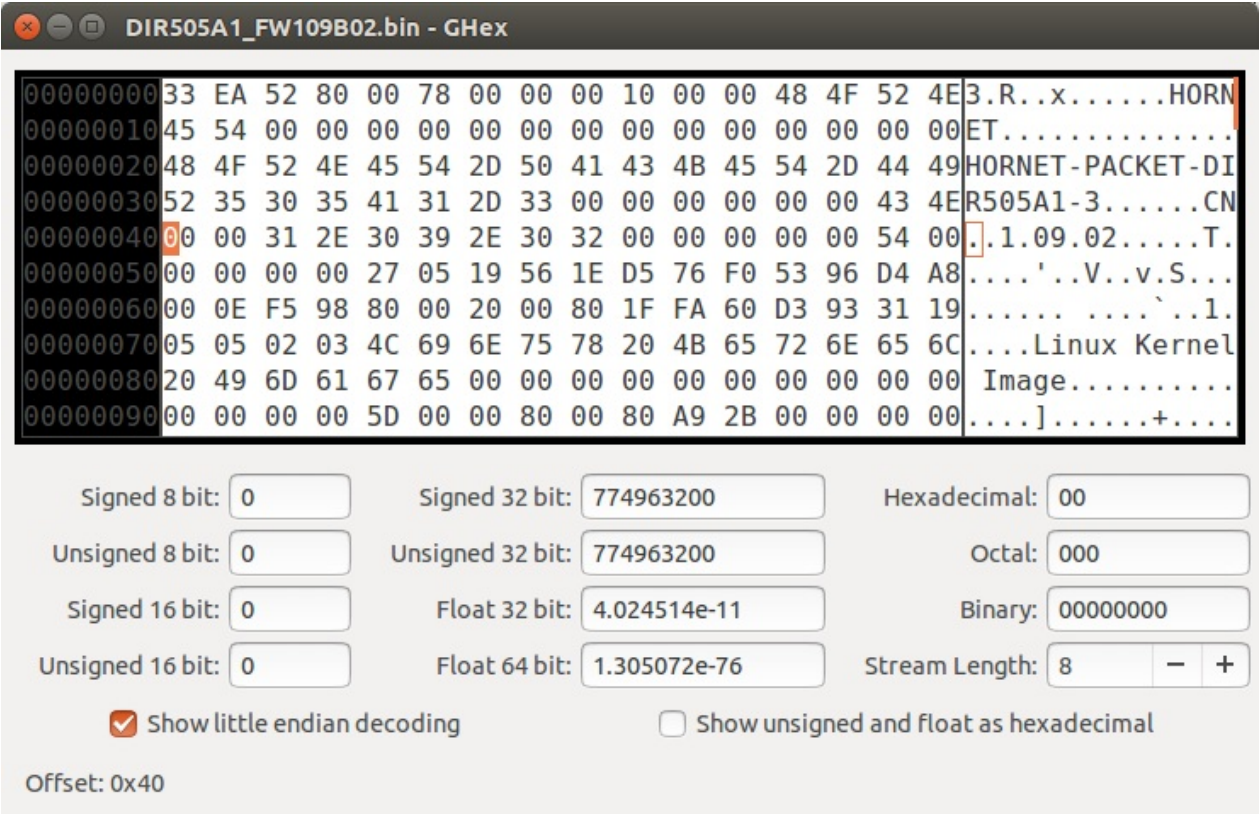 DIR505A1_FW109B02.bin - GHex
00000000 33 EA 52 80 00 78 00 00 00 10 00 00 48 4F 52 4E 3.R..x......HORN
00000010 45 54 00 00 00 00 00 00 00 00 00 00 00 00 00 00 ET..............
00000020 48 4F 52 4E 45 54 2D 50 41 43 4B 45 54 2D 44 49 HORNET-PACKET-DI
00000030 52 35 30 35 41 31 2D 33 00 00 00 00 00 00 43 4E R505A1-3......CN
00000040 00 00 31 2E 30 39 2E 30 32 00 00 00 00 00 54 00 ..1.09.02.....T.
00000050 00 00 00 00 27 05 19 56 1E D5 76 F0 53 96 D4 A8 ....'..V..v.S...
00000060 00 0E F5 98 80 00 20 00 80 1F FA 60 D3 93 31 19 ...... ....`..1.
00000070 05 05 02 03 4C 69 6E 75 78 20 4B 65 72 6E 65 6C ....Linux Kernel
00000080 20 49 6D 61 67 65 00 00 00 00 00 00 00 00 00 00  Image..........
00000090 00 00 00 00 5D 00 00 80 00 80 A9 2B 00 00 00 00 ....]......+....
Signed 8 bit: 0 Signed 32 bit: 774963200 Hexadecimal: 00
Unsigned 8 bit: 0 Unsigned 32 bit: 774963200 Octal: 000
Signed 16 bit: 0 Float 32 bit: 4.024514e-11 Binary: 00000000
Unsigned 16 bit: 0 Float 64 bit: 1.305072e-76 Stream Length: 8 − +
Show little endian decoding Show unsigned and float as hexadecimal
Offset: 0x40